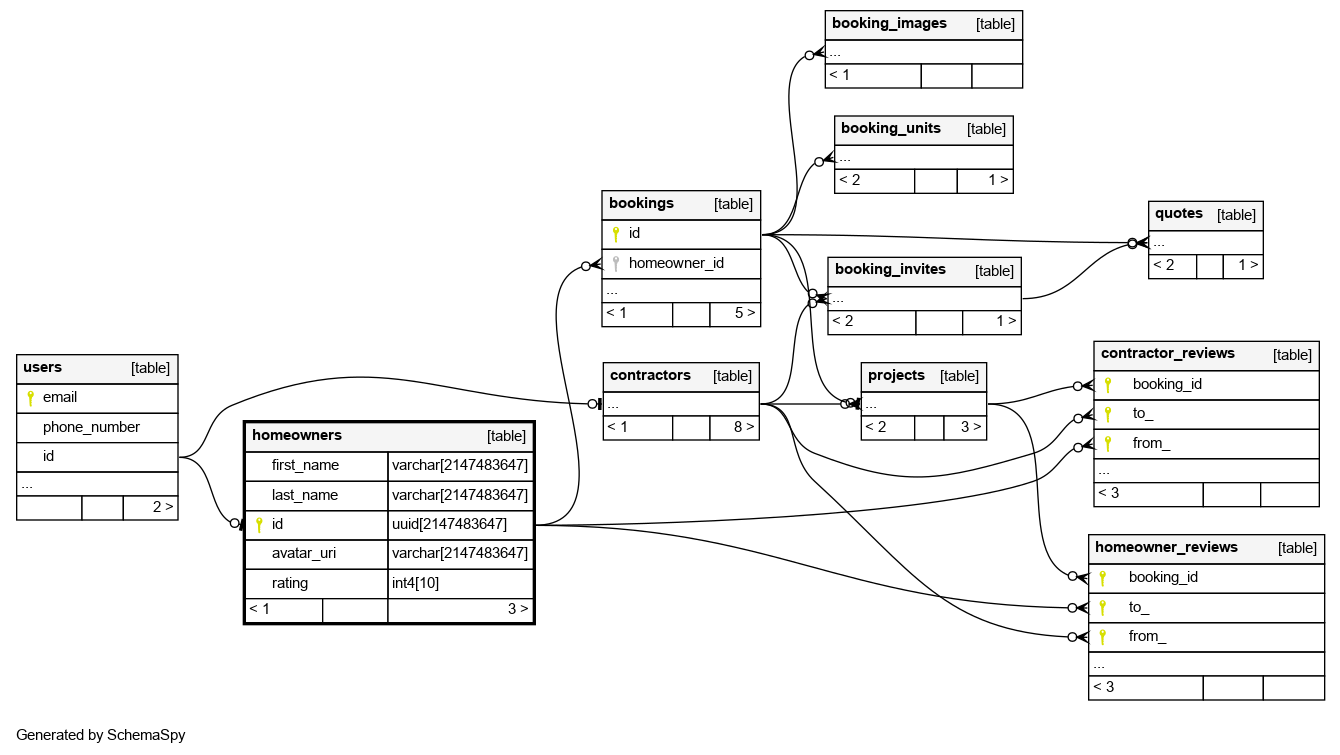 booking_images [table]
...
< 1
booking_units [table]
...
< 2 1 >
bookings [table]
id
homeowner_id
...
< 1 5 >
quotes [table]
...
< 2 1 >
booking_invites [table]
...
< 2 1 >
users [table]
email
phone_number
id
...
2 >
contractors [table]
...
< 1 8 >
projects [table]
...
< 2 3 >
contractor_reviews [table]
booking_id
to_
from_
...
< 3
homeowners [table]
first_name varchar[2147483647]
last_name varchar[2147483647]
id uuid[2147483647]
avatar_uri varchar[2147483647]
rating int4[10]
< 1 3 >
homeowner_reviews [table]
booking_id
to_
from_
...
< 3
Generated by SchemaSpy